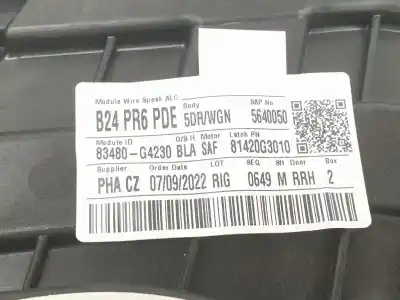 Module Wire Speak ALC Body SAP No
B24 PR6 PDE 5DR/WGN 5640050
Module ID O/S H Motor Latch PN
83480-G4230 BLA SAF 81420G3010
Supplier Order Date LOT SEQ Sft Door Box
PHA CZ 07/09/2022 RIG 0649 M RRH 2